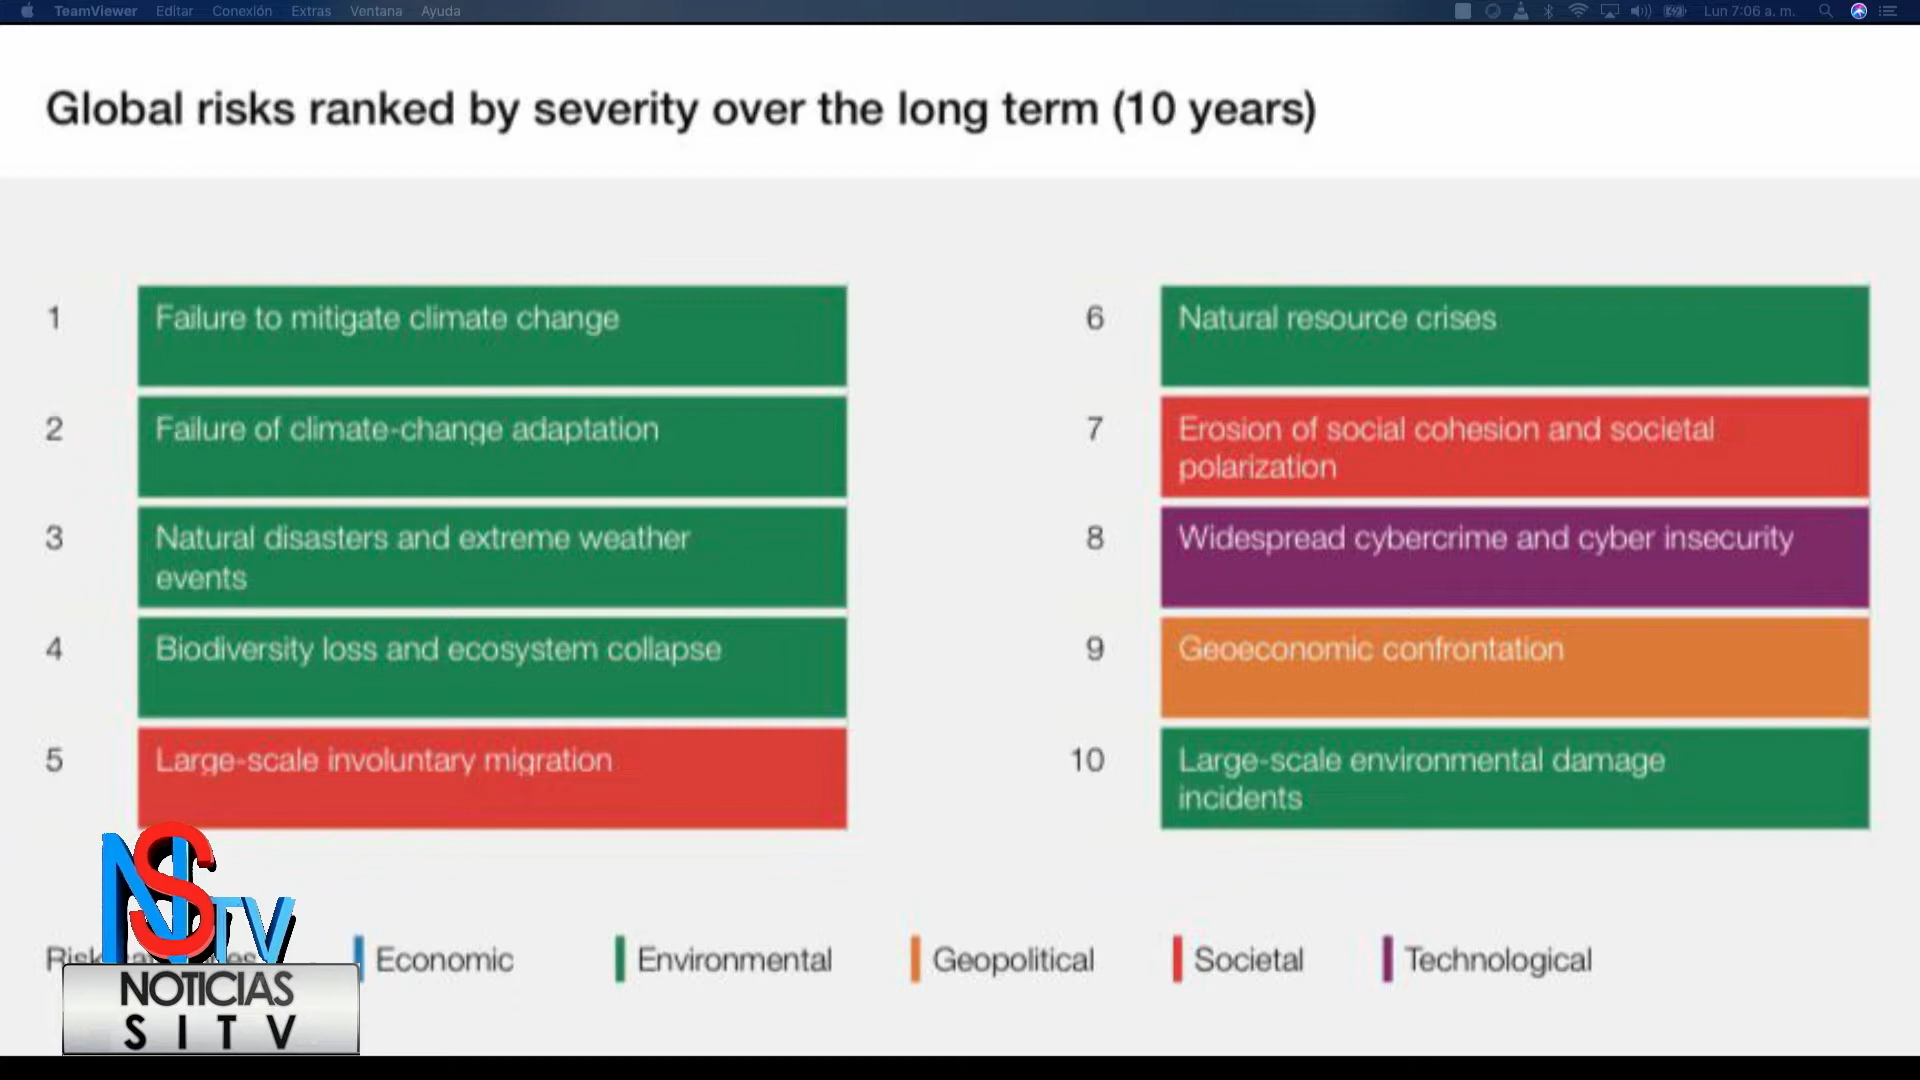 TeamViewer Editar Conexión Extras Ventana Ayuda
Lun 7:06 a. m.
Global risks ranked by severity over the long term (10 years)
1 Failure to mitigate climate change
2 Failure of climate-change adaptation
3 Natural disasters and extreme weather
events
4 Biodiversity loss and ecosystem collapse
5 Large-scale involuntary migration
6 Natural resource crises
7 Erosion of social cohesion and societal
polarization
8 Widespread cybercrime and cyber insecurity
9 Geoeconomic confrontation
10 Large-scale environmental damage
incidents
Economic Environmental Geopolitical Societal Technological
NSTV
NOTICIAS
SITV